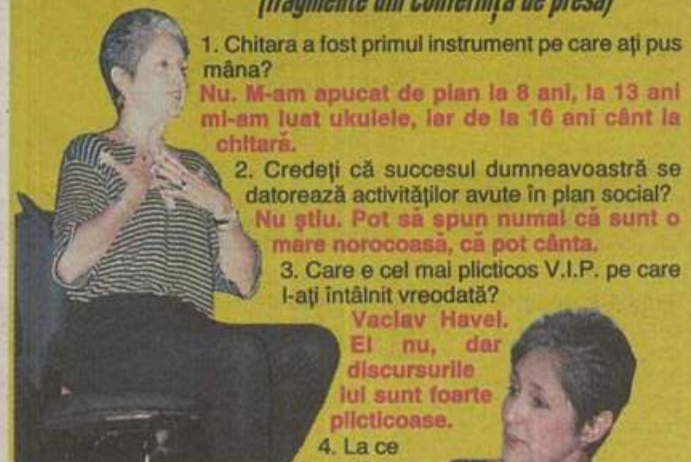 (fragmente din conferința de presă)
1. Chitara a fost primul instrument pe care ați pus
mâna?
Nu. M-am apucat de pian la 8 ani, la 13 ani
mi-am luat ukulele, iar de la 16 ani cânt la
chitară.
2. Credeți că succesul dumneavoastră se
datorează activităților avute în plan social?
Nu știu. Pot să spun numai că sunt o
mare norocoasă, că pot cânta.
3. Care e cel mai plicticos V.I.P. pe care
l-ați întâlnit vreodată?
Vaclav Havel.
El nu, dar
discursurile
lui sunt foarte
plicticoase.
4. La ce